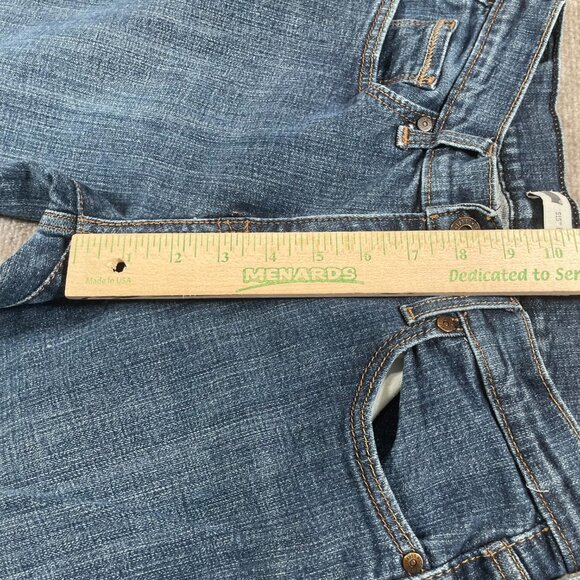 1 2 3 4 5 6 7 8 9 10
Made in USA
MENARDS
Dedicated to Ser